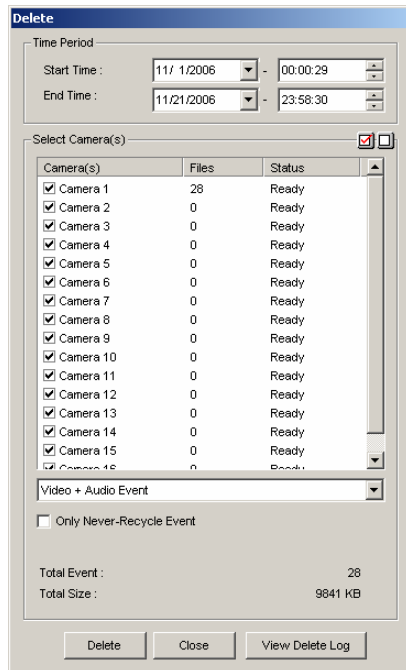 Delete
Time Period
Start Time : 11/ 1/2006 - 00:00:29
End Time : 11/21/2006 - 23:58:30
Select Camera(s)
Camera(s) Files Status
Camera 1 28 Ready
Camera 2 0 Ready
Camera 3 0 Ready
Camera 4 0 Ready
Camera 5 0 Ready
Camera 6 0 Ready
Camera 7 0 Ready
Camera 8 0 Ready
Camera 9 0 Ready
Camera 10 0 Ready
Camera 11 0 Ready
Camera 12 0 Ready
Camera 13 0 Ready
Camera 14 0 Ready
Camera 15 0 Ready
Camera 16 0 Ready
Video + Audio Event
Only Never-Recycle Event
Total Event : 28
Total Size : 9841 KB
Delete Close View Delete Log